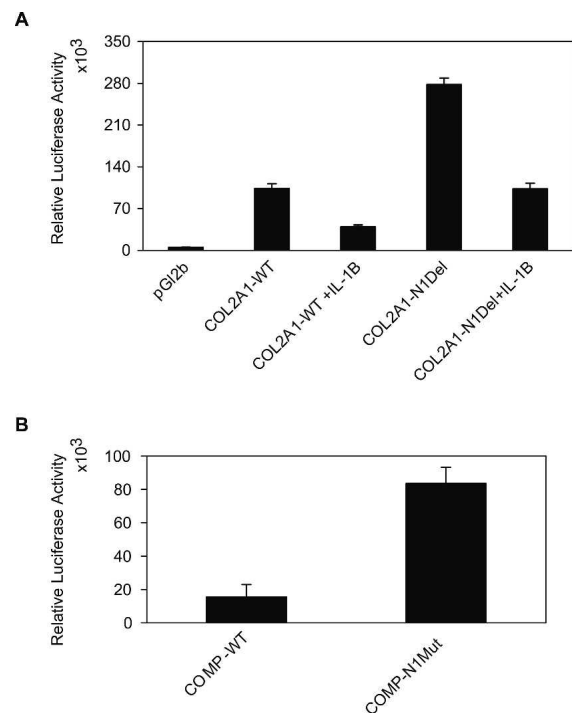 A
Relative Luciferase Activity
x10³
350
280
210
140
70
0
pGl2b
COL2A1-WT
COL2A1-WT +IL-1B
COL2A1-N1Del
COL2A1-N1Del+IL-1B
B
Relative Luciferase Activity
x10³
100
80
60
40
20
0
COMP-WT
COMP-N1Mut